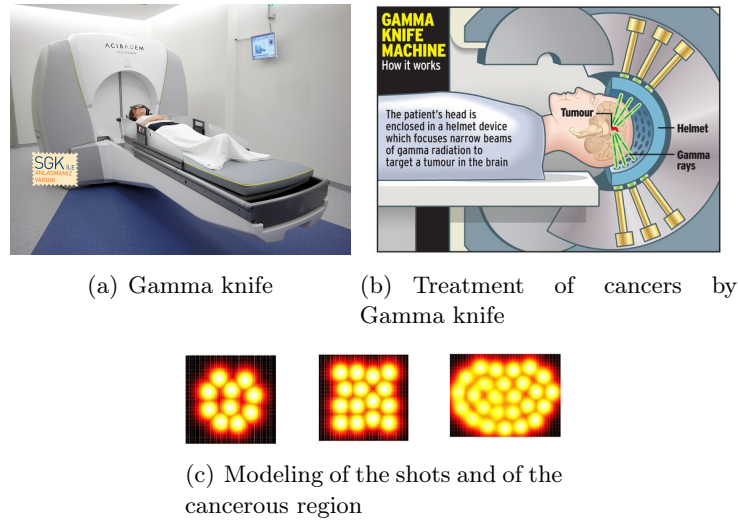 ACIBADEM
SGK İLE
ANLAŞMAMIZ
VARDIR
GAMMA
KNIFE
MACHINE
How it works
The patient's head is
enclosed in a helmet device
which focuses narrow beams
of gamma radiation to
target a tumour in the brain
Tumour
Helmet
Gamma
rays
(a) Gamma knife
(b) Treatment of cancers by
Gamma knife
(c) Modeling of the shots and of the
cancerous region